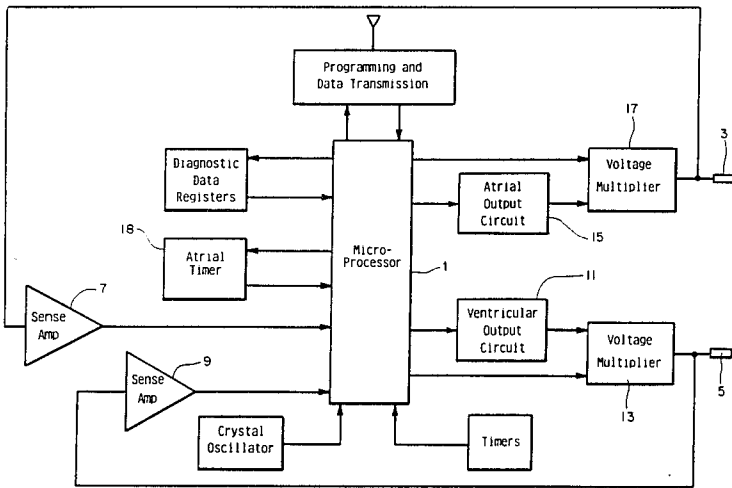 Programming and
Data Transmission
17
3
Diagnostic
Data
Registers
Voltage
Multiplier
Atrial
Output
Circuit
15
18
Atrial
Timer
Micro-
Processor
1
7
Sense
Amp
11
Ventricular
Output
Circuit
Voltage
Multiplier
13
5
9
Sense
Amp
Crystal
Oscillator
Timers